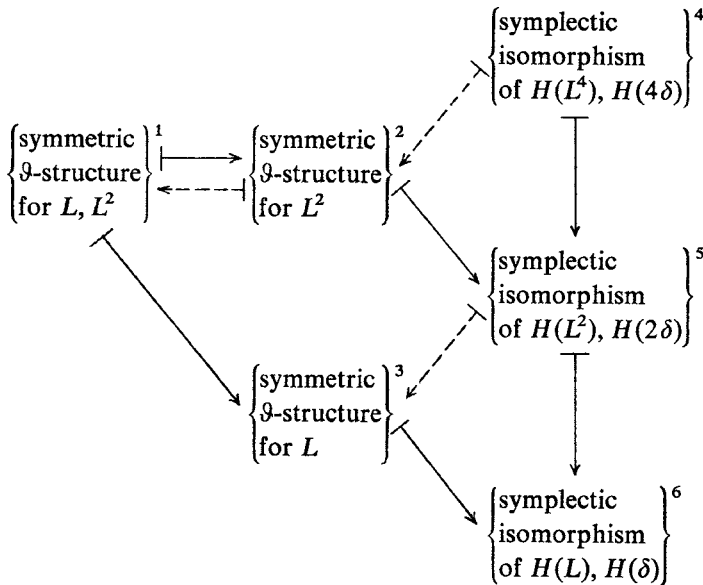 symmetric
ϑ-structure
for L, L²
1
symmetric
ϑ-structure
for L²
2
symmetric
ϑ-structure
for L
3
symplectic
isomorphism
of H(L⁴), H(4δ)
4
symplectic
isomorphism
of H(L²), H(2δ)
5
symplectic
isomorphism
of H(L), H(δ)
6